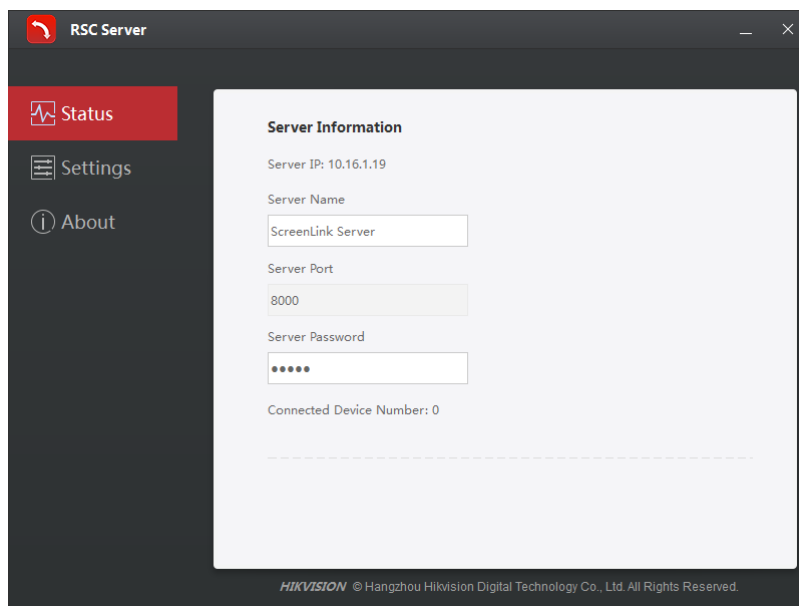 RSC Server
Status
Settings
About
Server Information
Server IP: 10.16.1.19
Server Name
ScreenLink Server
Server Port
8000
Server Password
●●●●●
Connected Device Number: 0
HIKVISION © Hangzhou Hikvision Digital Technology Co., Ltd. All Rights Reserved.